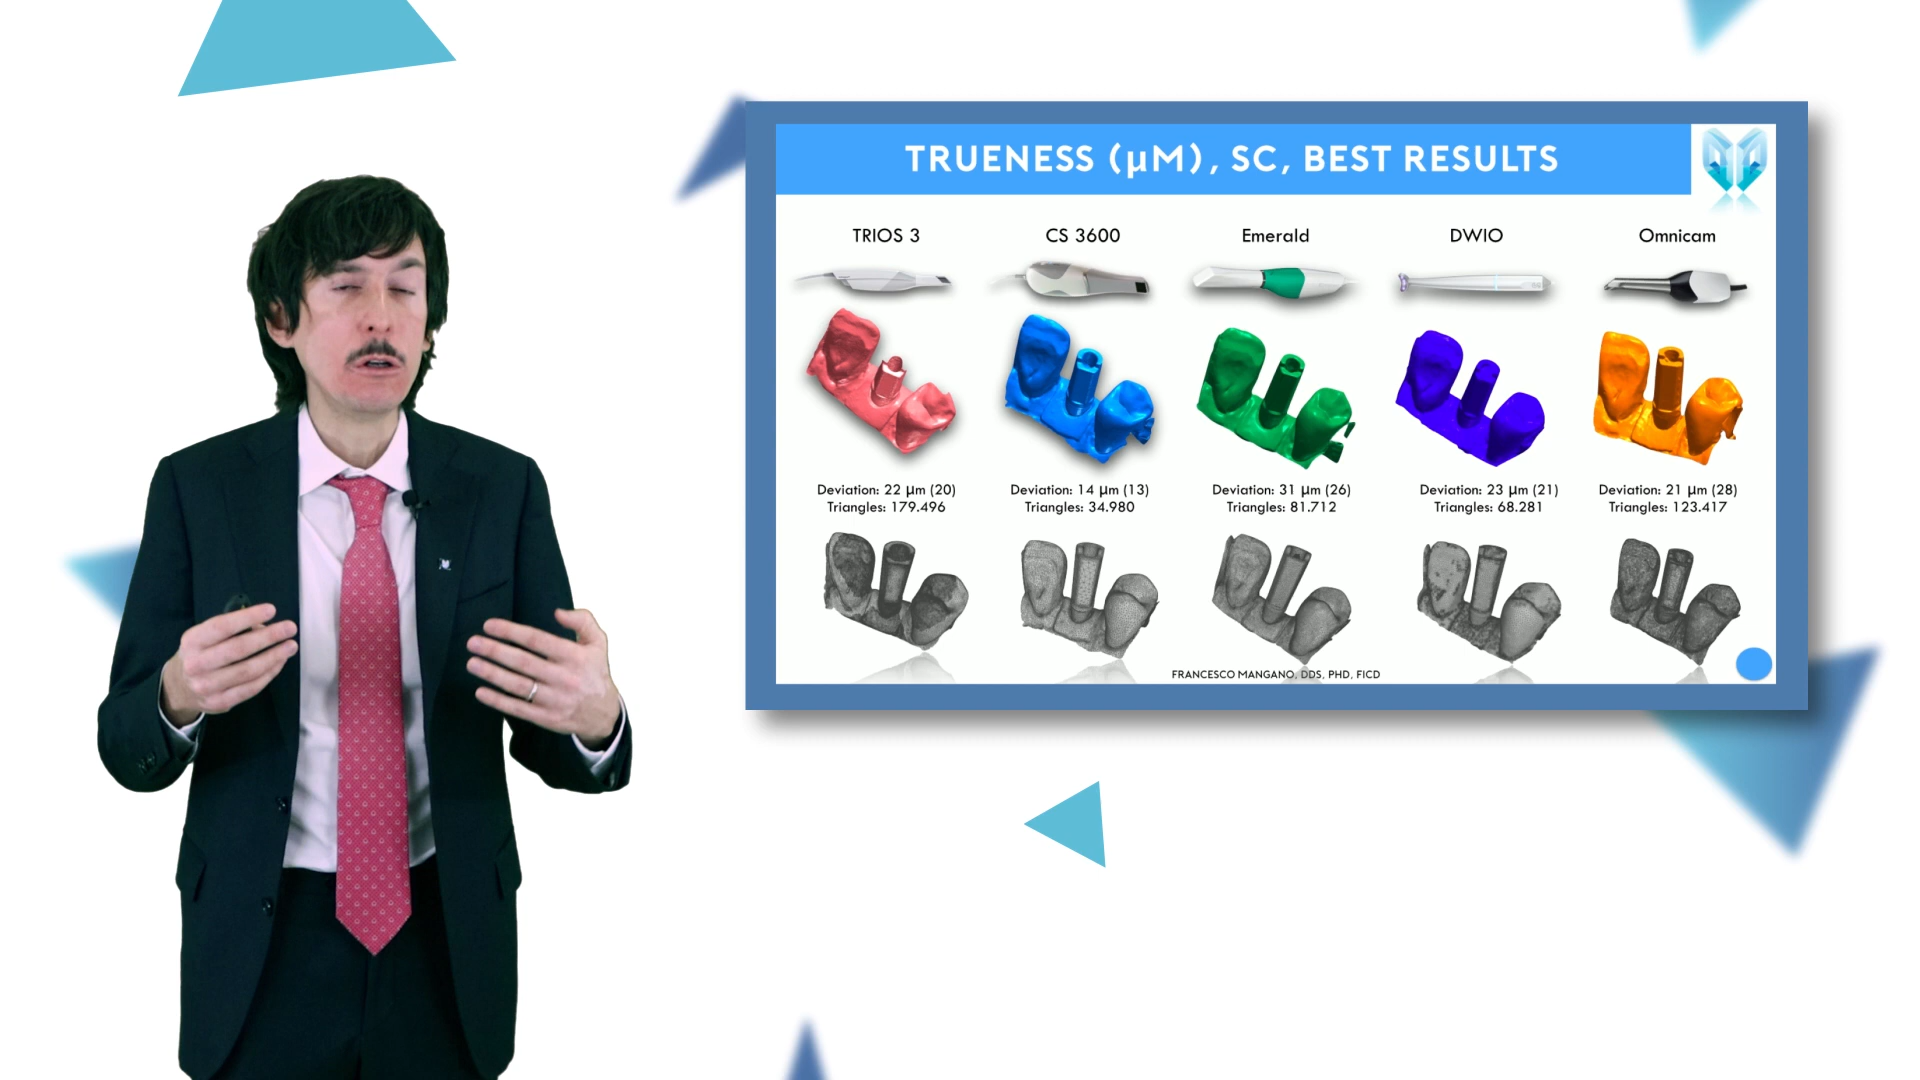 TRUENESS (µM), SC, BEST RESULTS
TRIOS 3
CS 3600
Emerald
DWIO
Omnicam
Deviation: 22 µm (20)
Triangles: 179.496
Deviation: 14 µm (13)
Triangles: 34.980
Deviation: 31 µm (26)
Triangles: 81.712
Deviation: 23 µm (21)
Triangles: 68.281
Deviation: 21 µm (28)
Triangles: 123.417
FRANCESCO MANGANO, DDS, PHD, FICD